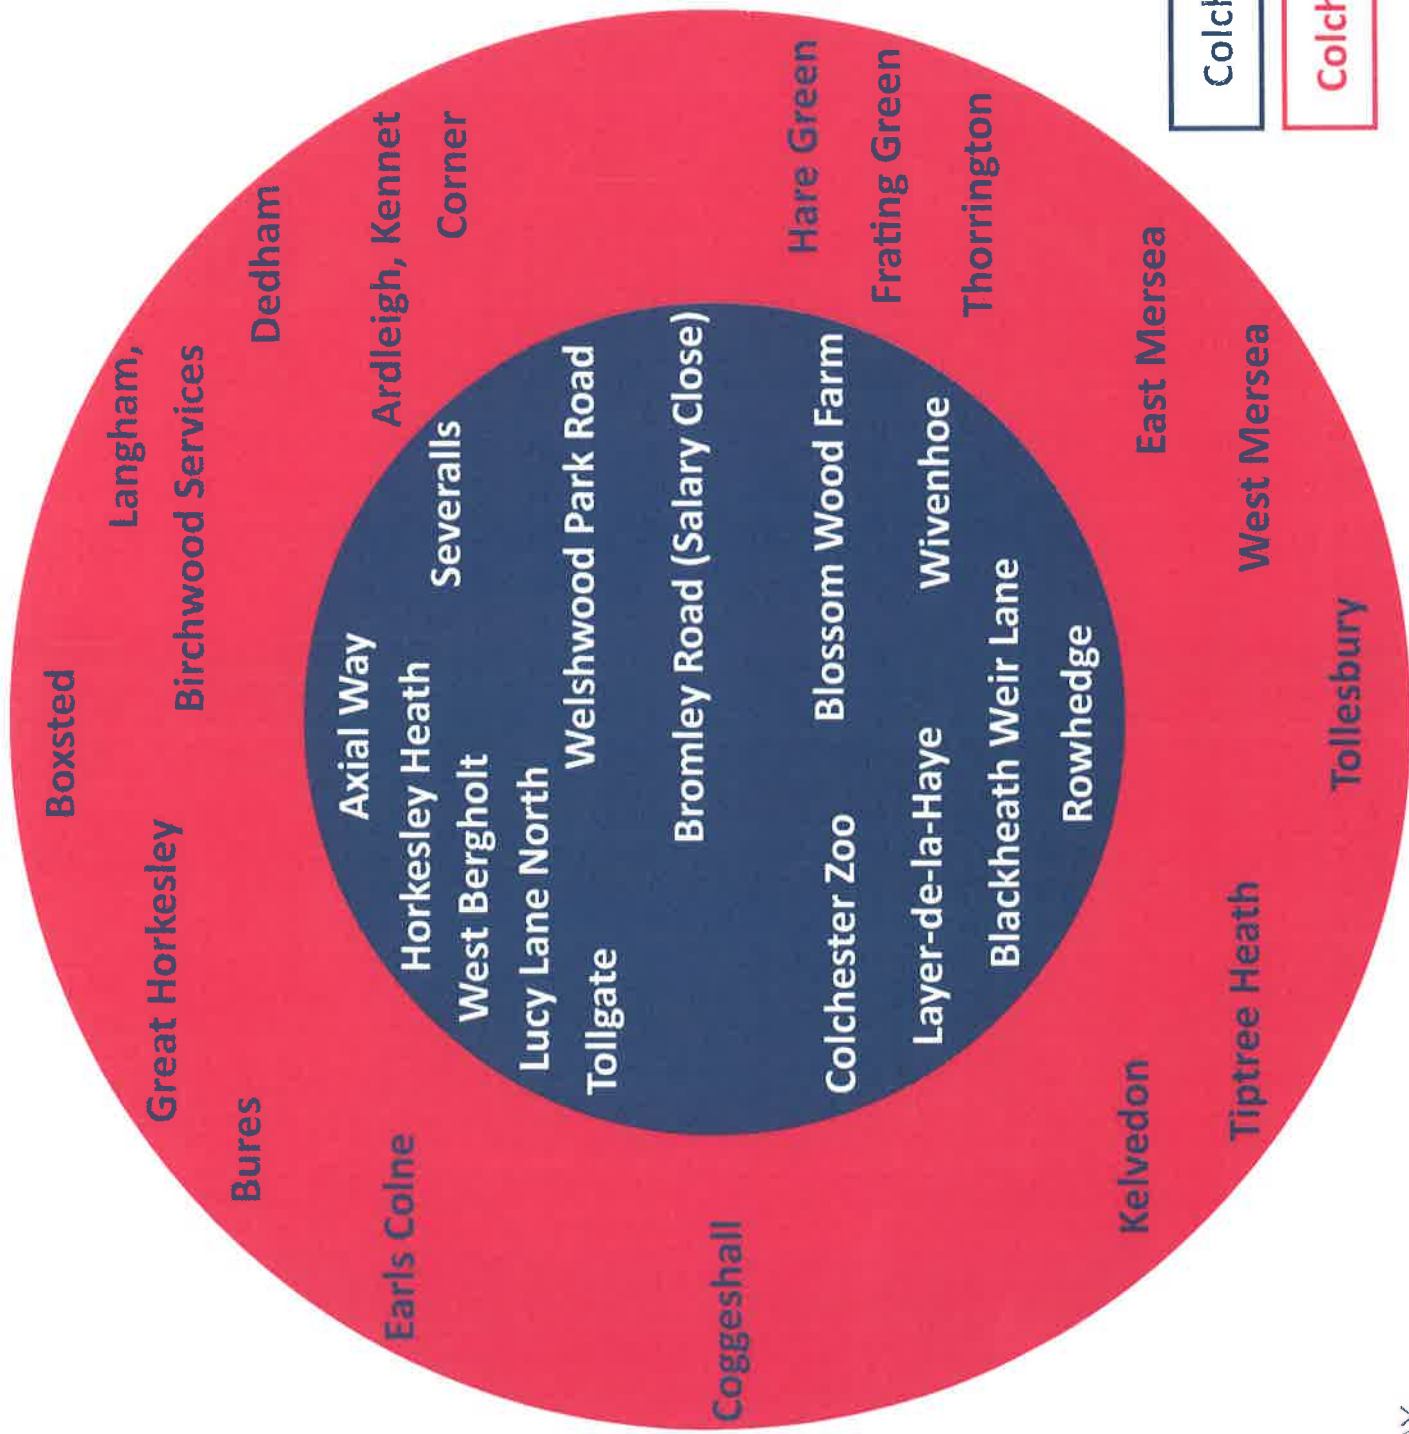 Boxsted
Langham,
Birchwood Services
Great Horkesley
Bures
Dedham
Ardleigh, Kennet
Corner
Earls Colne
Axial Way
Horkesley Heath
Severalls
West Bergholt
Lucy Lane North
Welshwood Park Road
Tollgate
Bromley Road (Salary Close)
Coggeshall
Hare Green
Blossom Wood Farm
Colchester Zoo
Frating Green
Layer-de-la-Haye
Wivenhoe
Thorrington
Blackheath Weir Lane
Rowhedge
Kelvedon
East Mersea
Tiptree Heath
West Mersea
Tollesbury
Colch
Colch